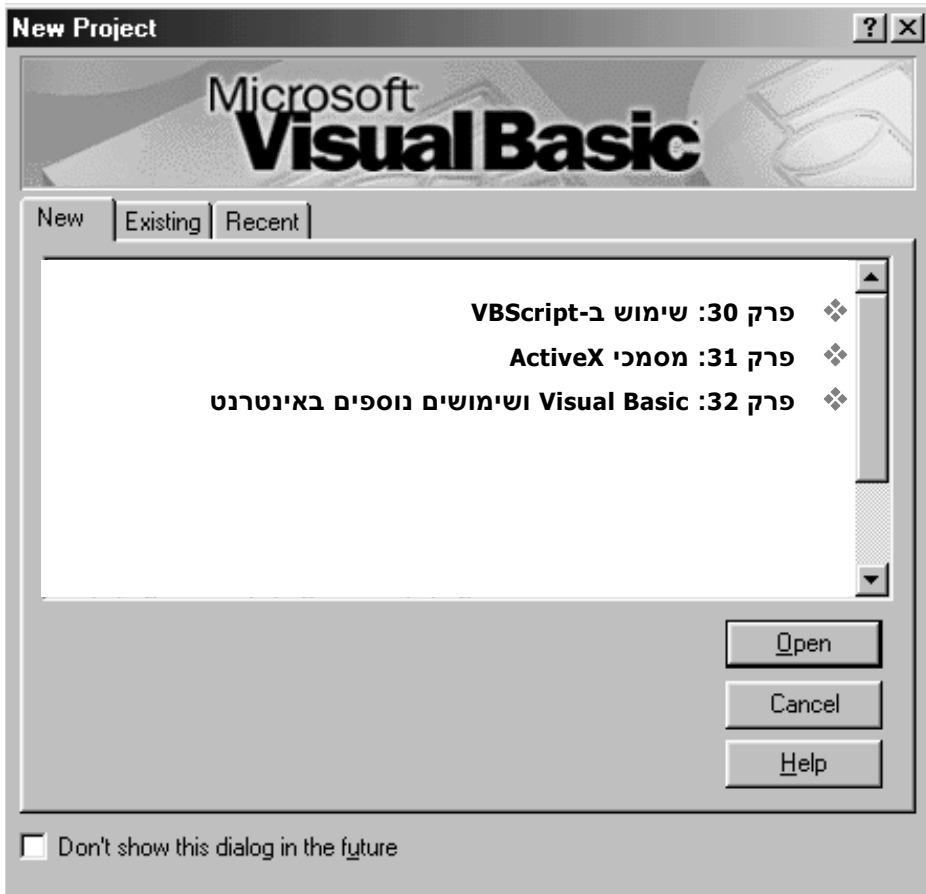 New Project
Microsoft
Visual Basic
New Existing Recent
פרק 30: שימוש ב-VBScript
פרק 31: מסמכי ActiveX
פרק 32: Visual Basic ושימושים נוספים באינטרנט
Open
Cancel
Help
Don't show this dialog in the future